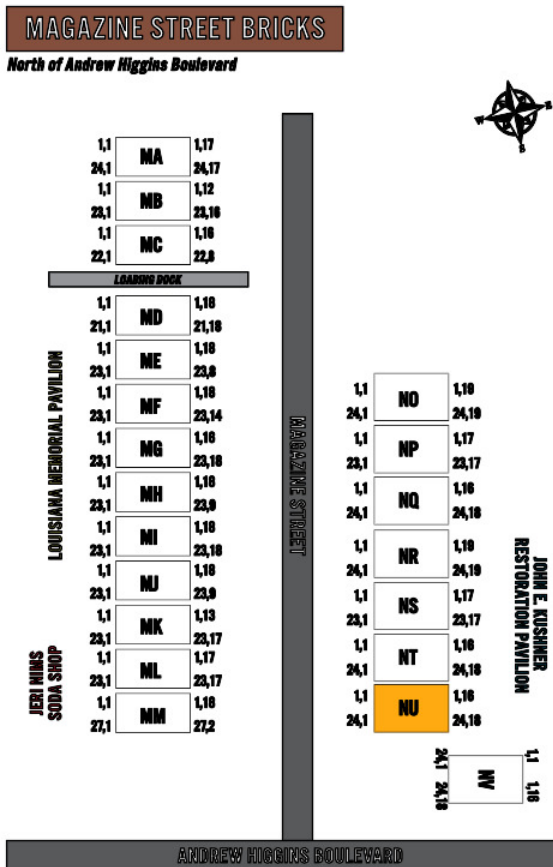 MAGAZINE STREET BRICKS
North of Andrew Higgins Boulevard
N
W
E
S
1,1 MA 1,17
24,1 24,17
1,1 MB 1,12
23,1 23,16
1,1 MC 1,16
22,1 22,8
LOADING DOCK
1,1 MD 1,18
21,1 21,18
1,1 ME 1,18
23,1 23,8
1,1 MF 1,18
23,1 23,14
1,1 MG 1,16
23,1 23,18
1,1 MH 1,18
23,1 23,9
1,1 MI 1,18
23,1 23,18
1,1 MJ 1,18
23,1 23,9
1,1 MK 1,13
23,1 23,17
1,1 ML 1,17
23,1 23,17
1,1 MM 1,18
27,1 27,2
LOUISIANA MEMORIAL PAVILION
JERI NIMS
SODA SHOP
MAGAZINE STREET
1,1 NO 1,19
24,1 24,19
1,1 NP 1,17
23,1 23,17
1,1 NQ 1,16
24,1 24,18
1,1 NR 1,19
24,1 24,19
1,1 NS 1,17
23,1 23,17
1,1 NT 1,16
24,1 24,18
1,1 NU 1,16
24,1 24,18
JOHN E. KUSHNER
RESTORATION PAVILION
1,1 NV 1,16
24,1 24,18
ANDREW HIGGINS BOULEVARD